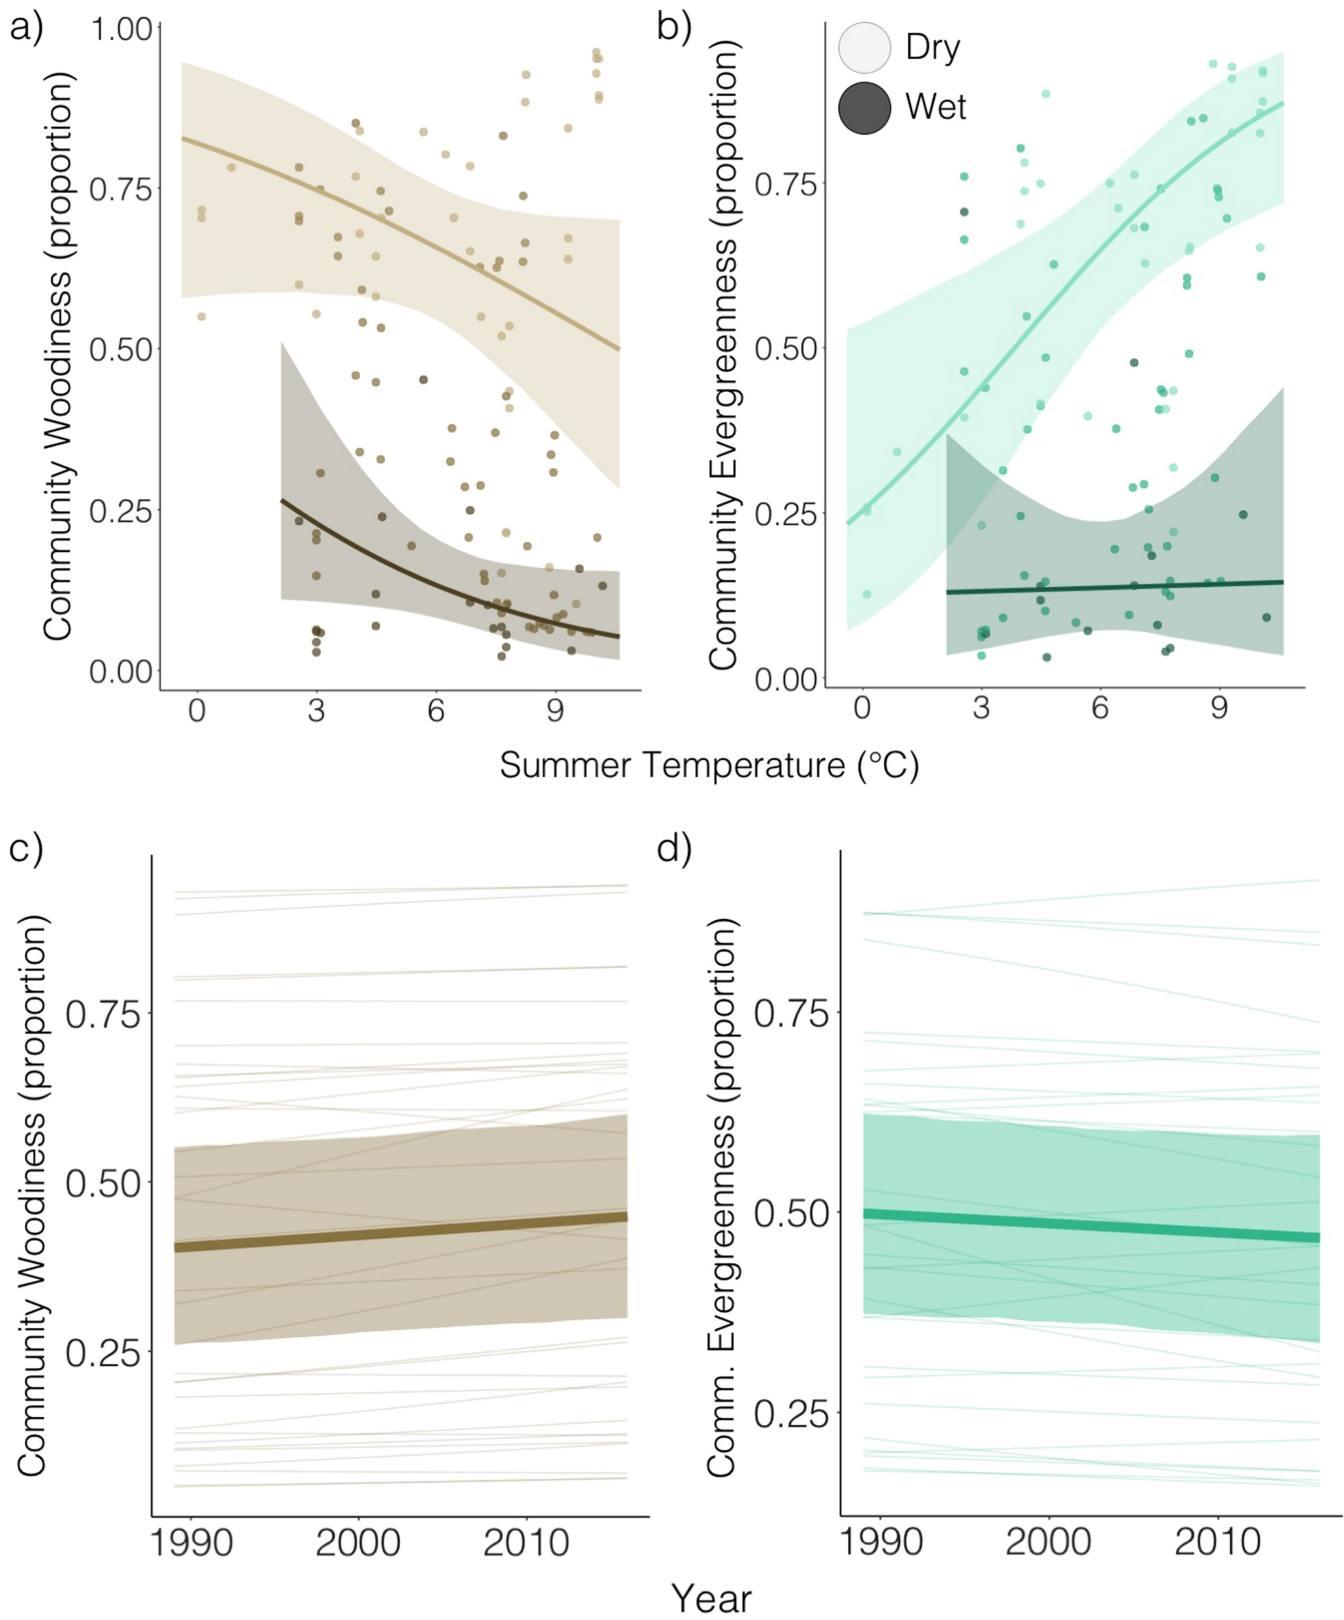 a)
Community Woodiness (proportion)
1.00
0.75
0.50
0.25
0.00
0 3 6 9
b)
Community Evergreenness (proportion)
Dry
Wet
0.75
0.50
0.25
0.00
0 3 6 9
Summer Temperature (°C)
c)
Community Woodiness (proportion)
0.75
0.50
0.25
1990 2000 2010
d)
Comm. Evergreenness (proportion)
0.75
0.50
0.25
1990 2000 2010
Year